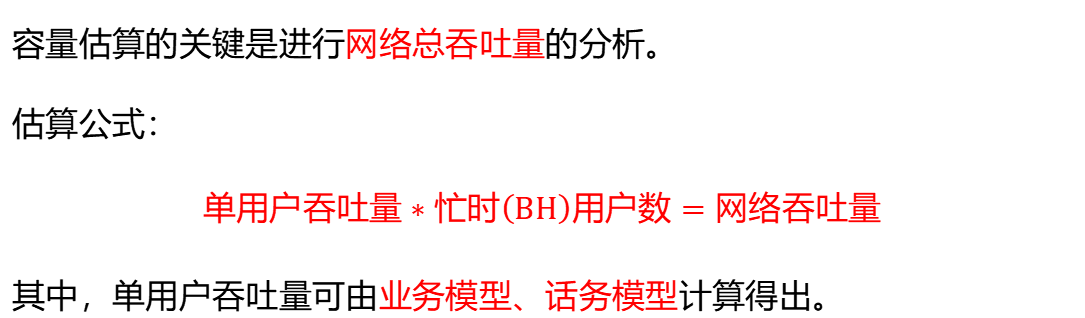 容量估算的关键是进行网络总吞吐量的分析。
估算公式：
单用户吞吐量 * 忙时(BH)用户数 = 网络吞吐量
其中，单用户吞吐量可由业务模型、话务模型计算得出。